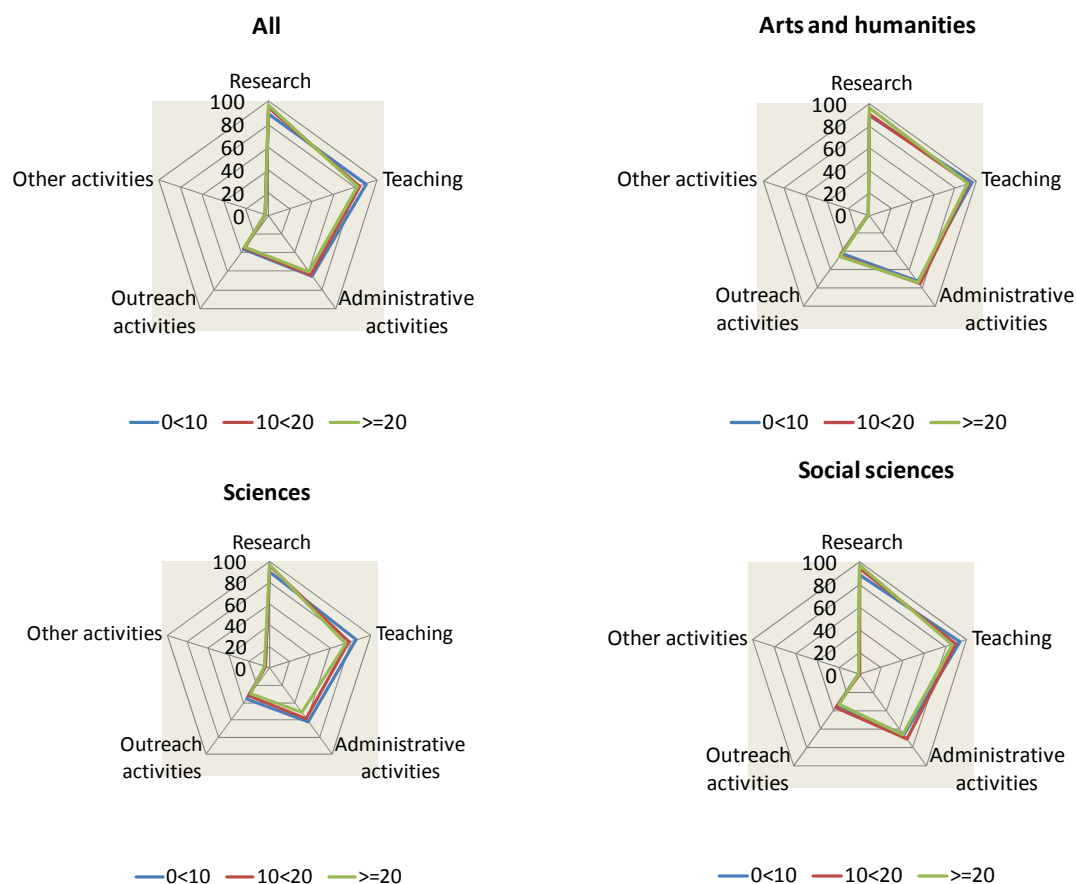 All
Research
100
80
60
40
20
0
Other activities
Teaching
Outreach
activities
Administrative
activities
0<10 10<20 >=20
Arts and humanities
Research
100
80
60
40
20
0
Other activities
Teaching
Outreach
activities
Administrative
activities
0<10 10<20 >=20
Sciences
Research
100
80
60
40
20
0
Other activities
Teaching
Outreach
activities
Administrative
activities
0<10 10<20 >=20
Social sciences
Research
100
80
60
40
20
0
Other activities
Teaching
Outreach
activities
Administrative
activities
0<10 10<20 >=20